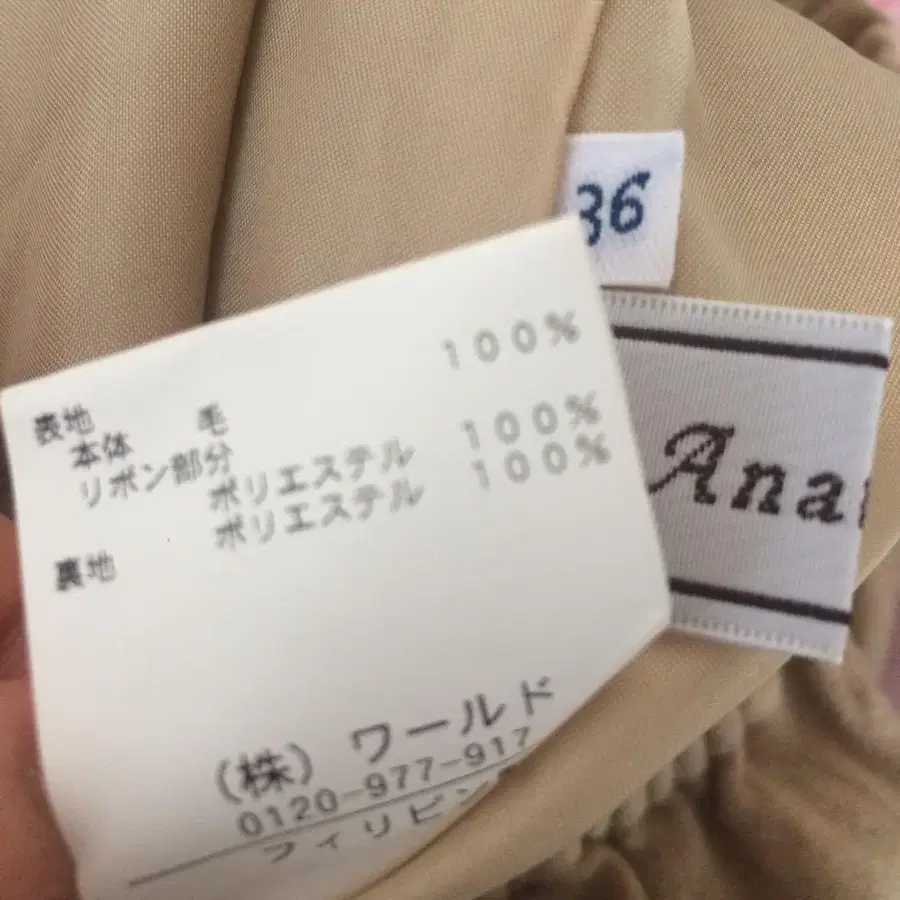 36
表地
本体 毛 100%
リボン部分
ポリエステル 100%
裏地 ポリエステル 100%
(株) ワールド
0120-977-917
フィリピン
Ana